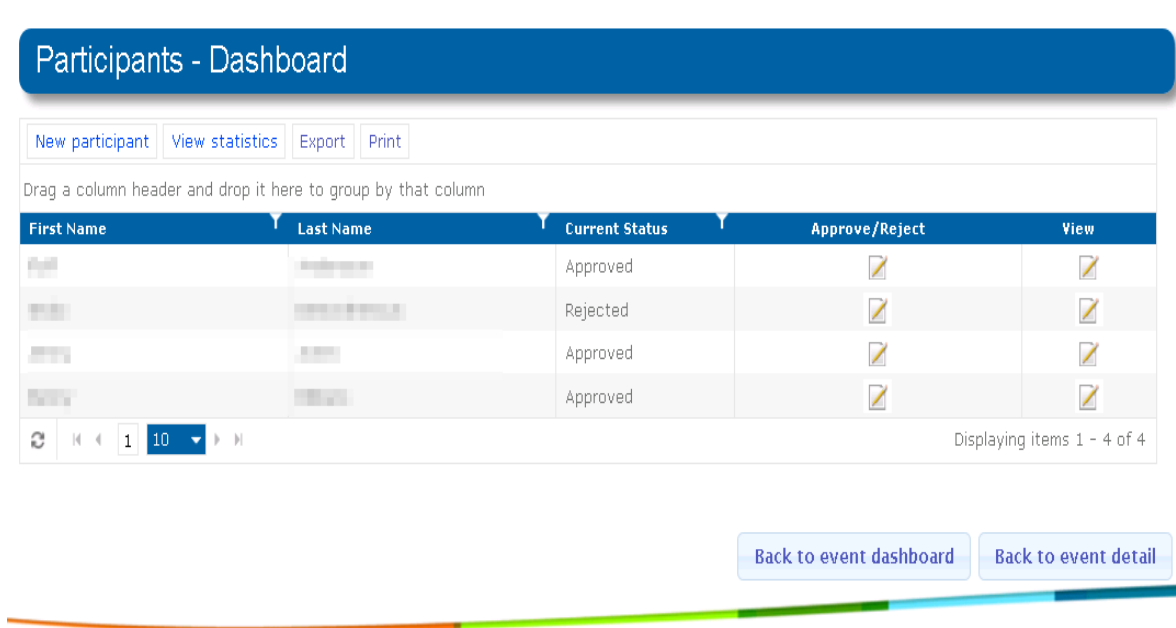 Participants - Dashboard
New participant View statistics Export Print
Drag a column header and drop it here to group by that column
First Name Last Name Current Status Approve/Reject View
Approved
Rejected
Approved
Approved
1 10 Displaying items 1 - 4 of 4
Back to event dashboard Back to event detail